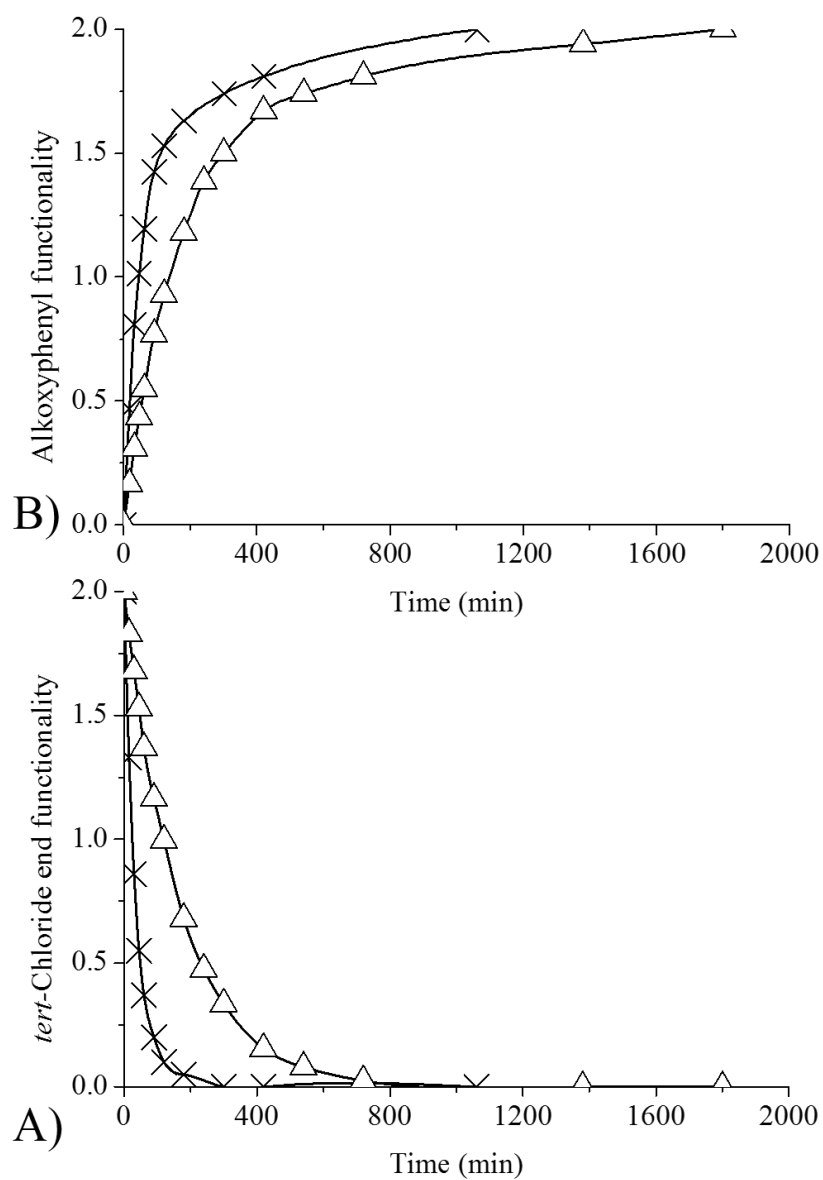 2.0
1.5
1.0
0.5
0.0
Alkoxyphenyl functionality
B)
0 400 800 1200 1600 2000
Time (min)
2.0
1.5
1.0
0.5
0.0
tert-Chloride end functionality
A)
0 400 800 1200 1600 2000
Time (min)